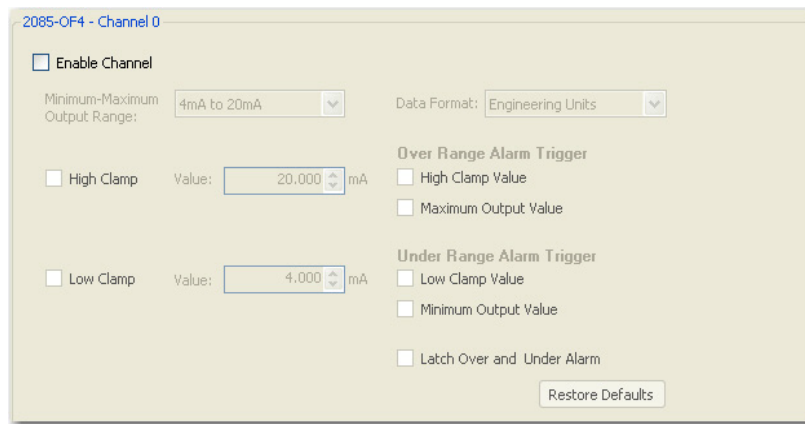 2085-OF4 - Channel 0
Enable Channel
Minimum-Maximum
Output Range:
4mA to 20mA
Data Format:
Engineering Units
Over Range Alarm Trigger
High Clamp
Value:
20.000
mA
High Clamp Value
Maximum Output Value
Under Range Alarm Trigger
Low Clamp
Value:
4.000
mA
Low Clamp Value
Minimum Output Value
Latch Over and Under Alarm
Restore Defaults